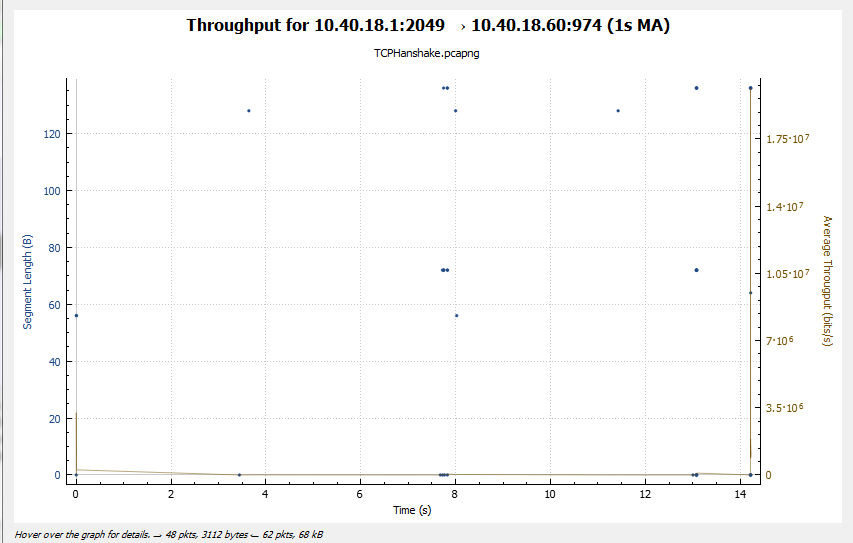 Throughput for 10.40.18.1:2049 → 10.40.18.60:974 (1s MA)
TCPHanshake.pcapng
Segment Length (B)
120
100
80
60
40
20
0
1.75·10⁷
1.4·10⁷
1.05·10⁷
7·10⁶
3.5·10⁶
0
Average Througput (bits/s)
0 2 4 6 8 10 12 14
Time (s)
Hover over the graph for details. → 48 pkts, 3112 bytes ← 62 pkts, 68 kB